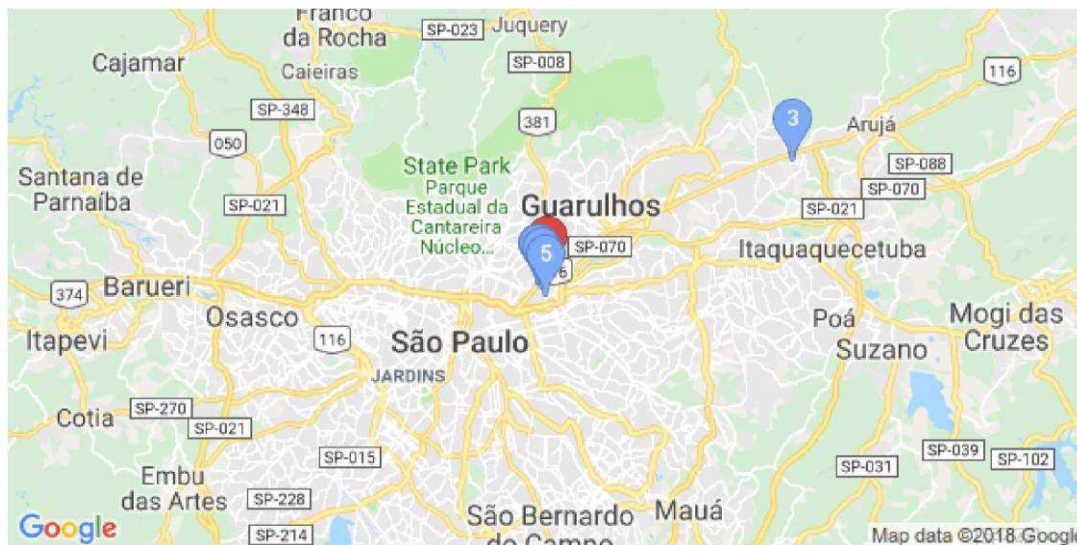 Franco
da Rocha
SP-023
Juquery
Cajamar
Caieiras
SP-008
116
SP-348
381
3
Arujá
050
State Park
Parque
Estadual da
Cantareira
Núcleo...
SP-088
Santana de
Parnaíba
SP-070
SP-021
Guarulhos
SP-021
SP-070
Itaquaquecetuba
5
374
Barueri
Osasco
116
São Paulo
Poá
Mogi das
Cruzes
Itapevi
Suzano
JARDINS
Cotia
SP-270
SP-021
SP-015
SP-031
SP-039
SP-102
Embu
das Artes
SP-228
SP-214
São Bernardo
do Campo
Mauá
Google
Map data ©2018 Google